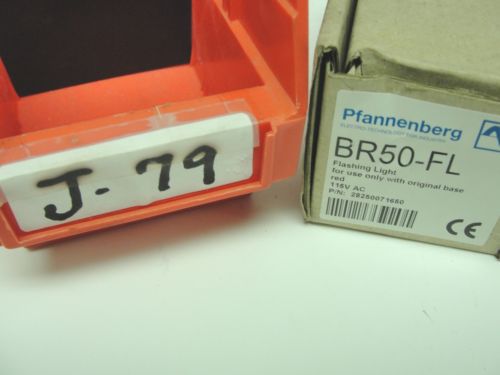 J-79
Pfannenberg
ELECTRO-TECHNOLOGY FOR INDUSTRY
BR50-FL
Flashing Light
for use only with original base
red
115V AC
P/N: 28250071650
CE